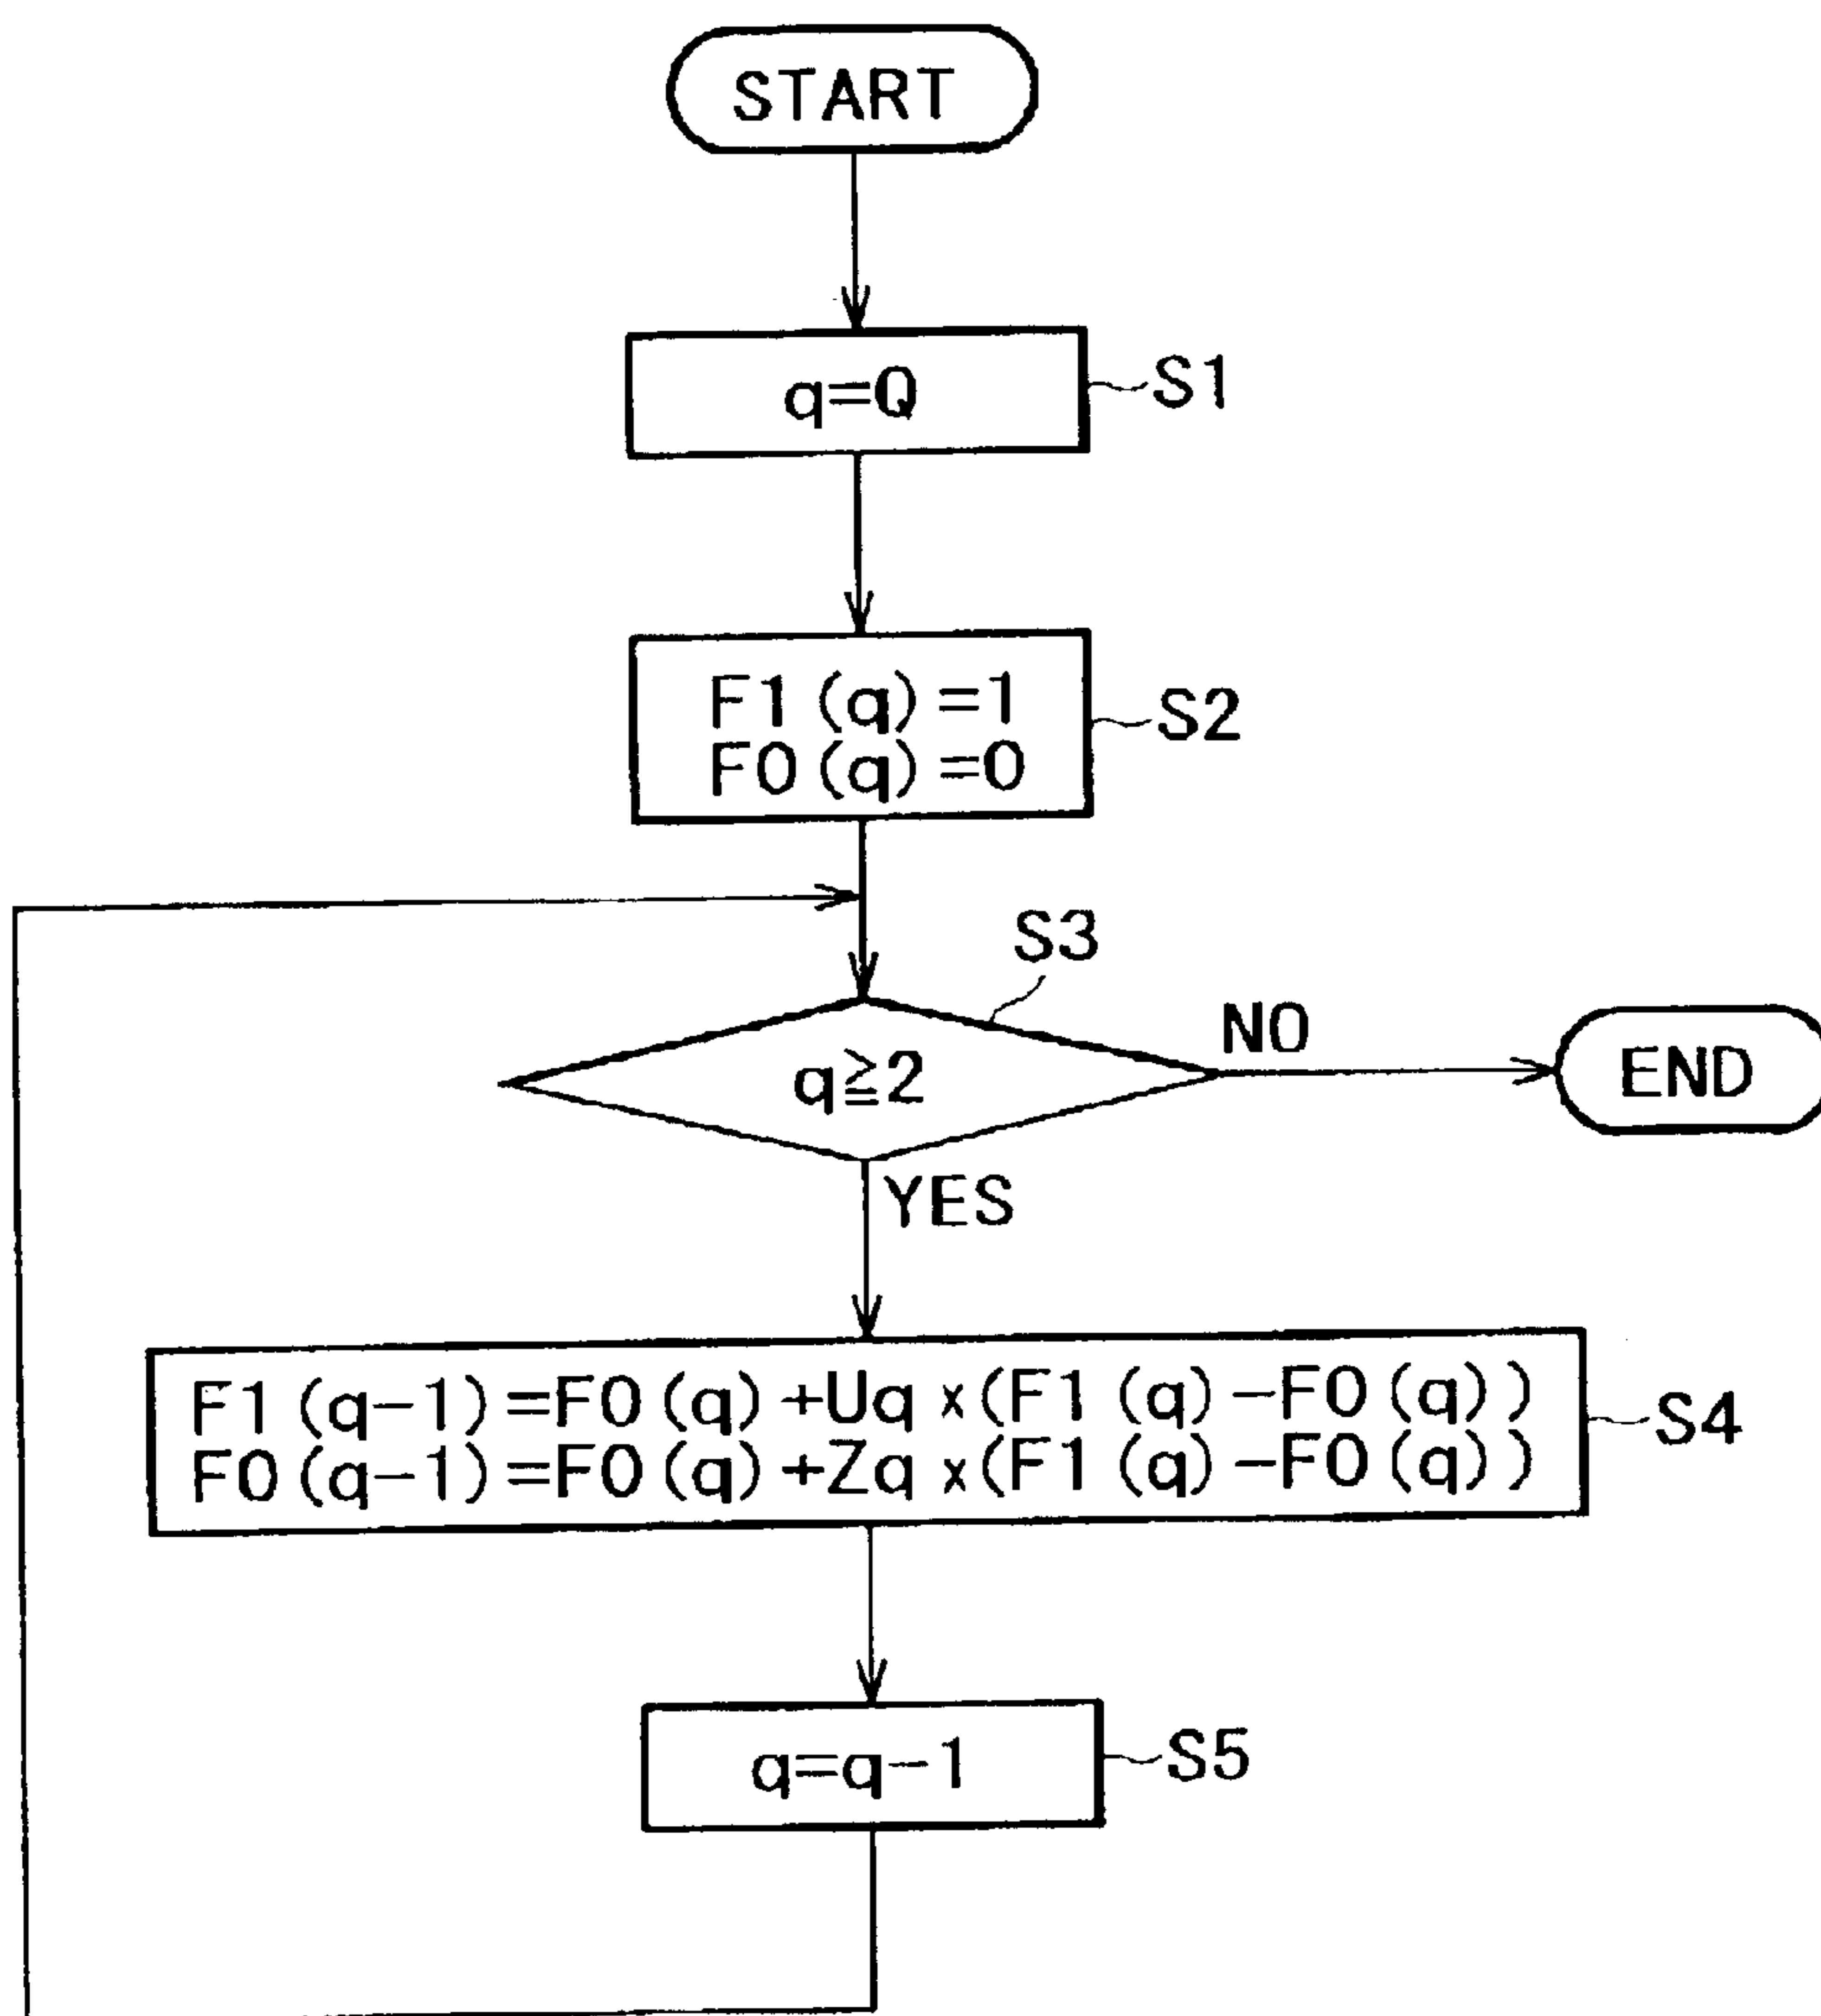 START
q=Q
S1
F1(q)=1
F0(q)=0
S2
S3
q≧2
NO
END
YES
F1(q-1)=F0(q)+Uq×(F1(q)-F0(q))
F0(q-1)=F0(q)+Zq×(F1(q)-F0(q))
S4
q=q-1
S5